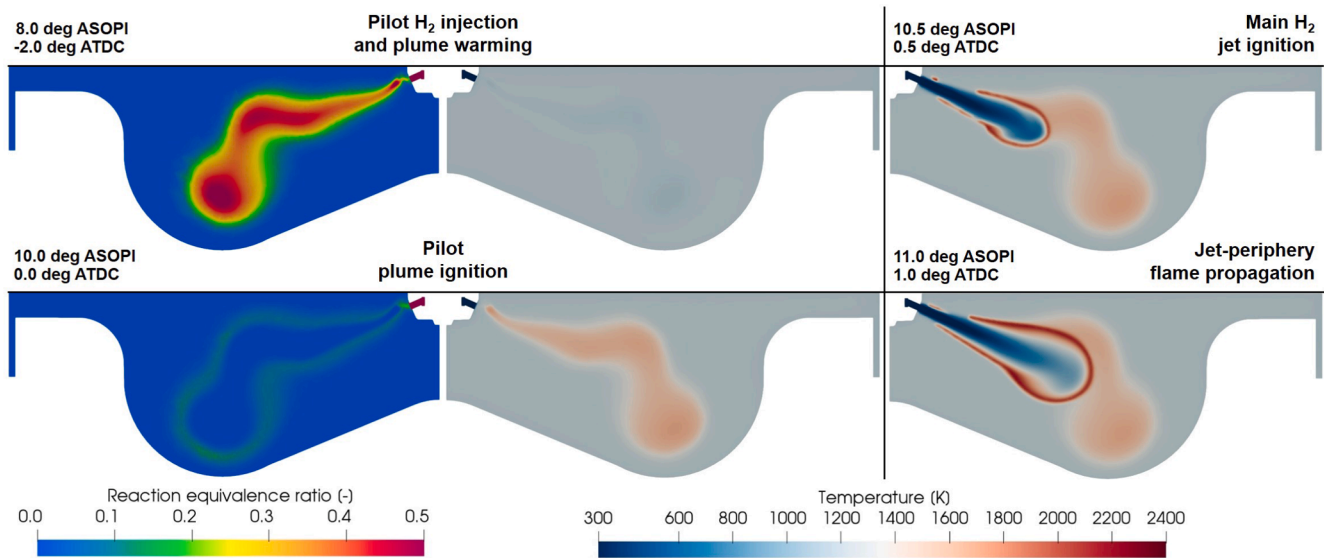 8.0 deg ASOPI
-2.0 deg ATDC
Pilot H₂ injection
and plume warming
10.5 deg ASOPI
0.5 deg ATDC
Main H₂
jet ignition
10.0 deg ASOPI
0.0 deg ATDC
Pilot
plume ignition
11.0 deg ASOPI
1.0 deg ATDC
Jet-periphery
flame propagation
Reaction equivalence ratio (-)
0.0 0.1 0.2 0.3 0.4 0.5
Temperature (K)
300 600 800 1000 1200 1400 1600 1800 2000 2200 2400